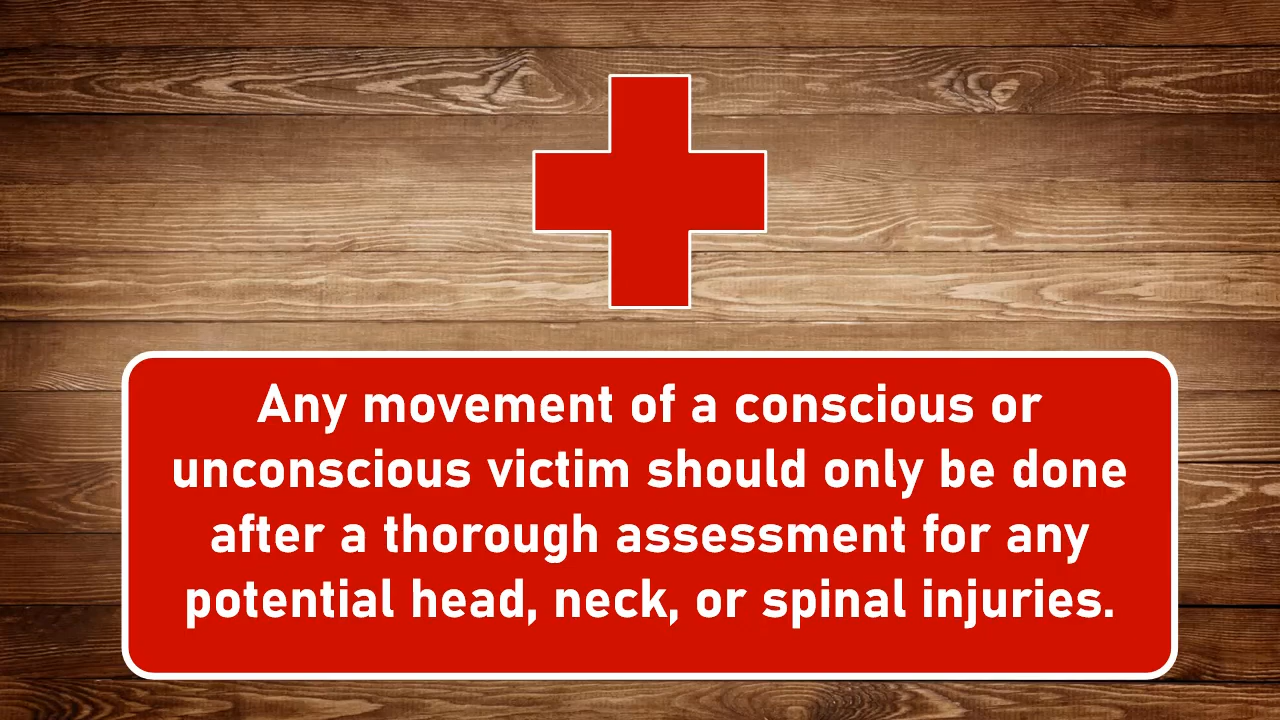 Any movement of a conscious or
unconscious victim should only be done
after a thorough assessment for any
potential head, neck, or spinal injuries.